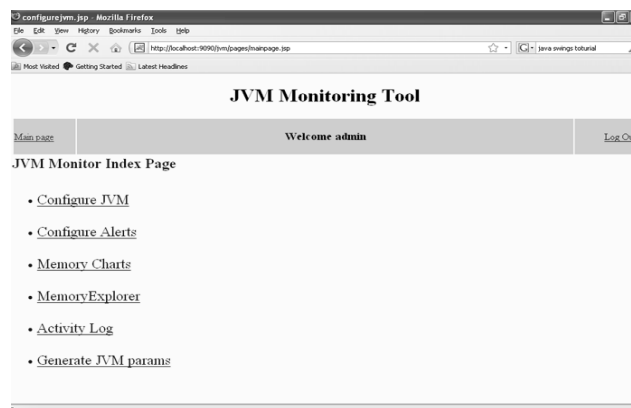 configurejvm.jsp - Mozilla Firefox
File Edit View History Bookmarks Tools Help
http://localhost:9090/jvm/pages/mainpage.jsp java swings toturial
Most Visited Getting Started Latest Headlines
JVM Monitoring Tool
Main page Welcome admin Log Ou
JVM Monitor Index Page
• Configure JVM
• Configure Alerts
• Memory Charts
• MemoryExplorer
• Activity Log
• Generate JVM params